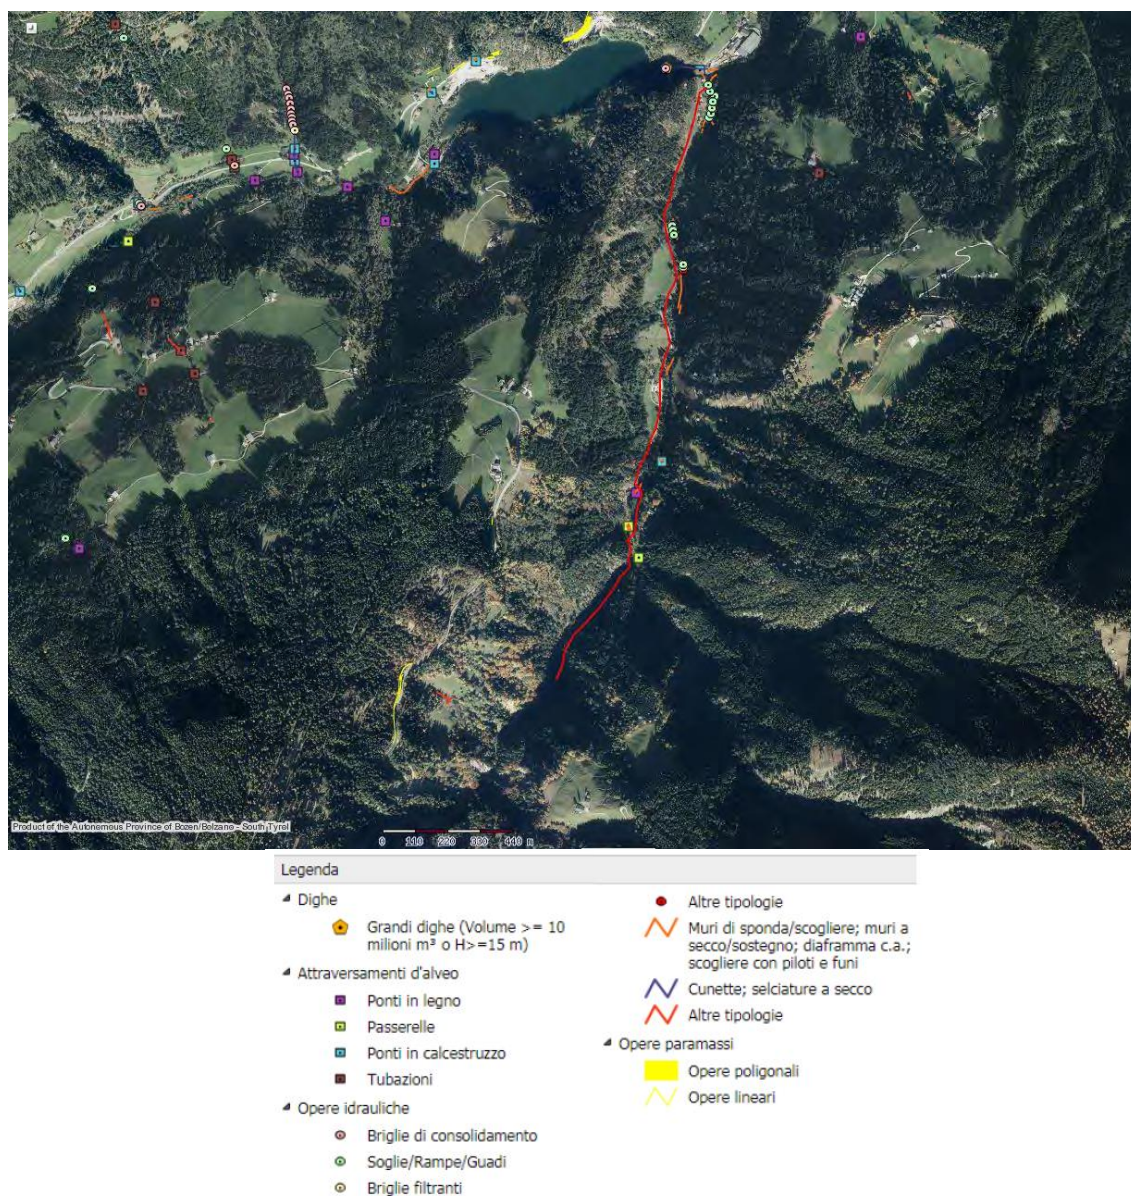 Product of the Autonomous Province of Bozen/Bolzano - South Tyrol
0 110 220 330 440 m
Legenda
Dighe
Grandi dighe (Volume >= 10
milioni m³ o H>=15 m)
Attraversamenti d'alveo
Ponti in legno
Passerelle
Ponti in calcestruzzo
Tubazioni
Opere idrauliche
Briglie di consolidamento
Soglie/Rampe/Guadi
Briglie filtranti
Altre tipologie
Muri di sponda/scogliere; muri a
secco/sostegno; diaframma c.a.;
scogliere con piloti e funi
Cunette; selciature a secco
Altre tipologie
Opere paramassi
Opere poligonali
Opere lineari